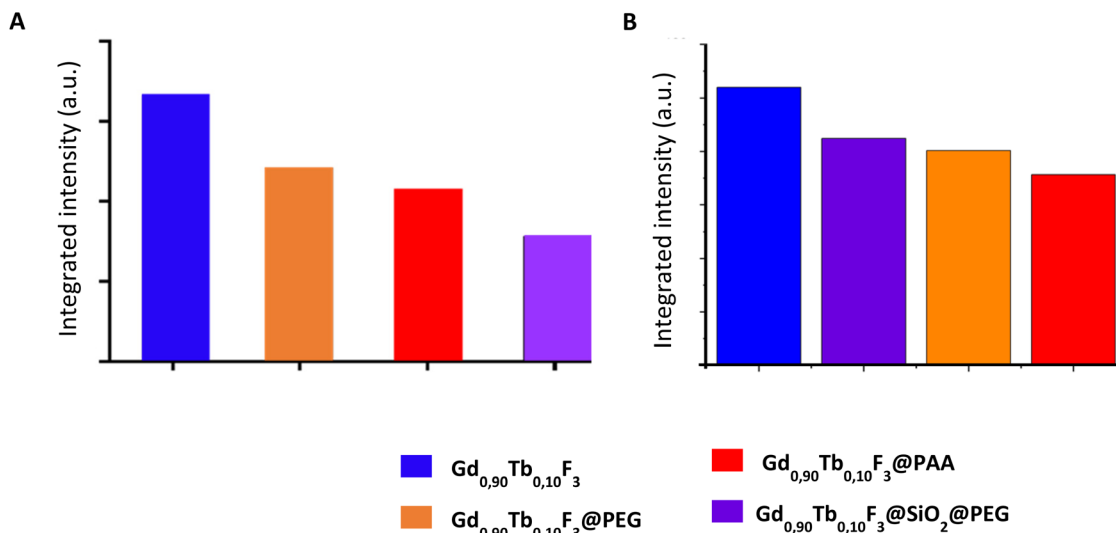 A
B
Integrated intensity (a.u.)
Integrated intensity (a.u.)
Gd0,90Tb0,10F3
Gd0,90Tb0,10F3@PEG
Gd0,90Tb0,10F3@PAA
Gd0,90Tb0,10F3@SiO2@PEG